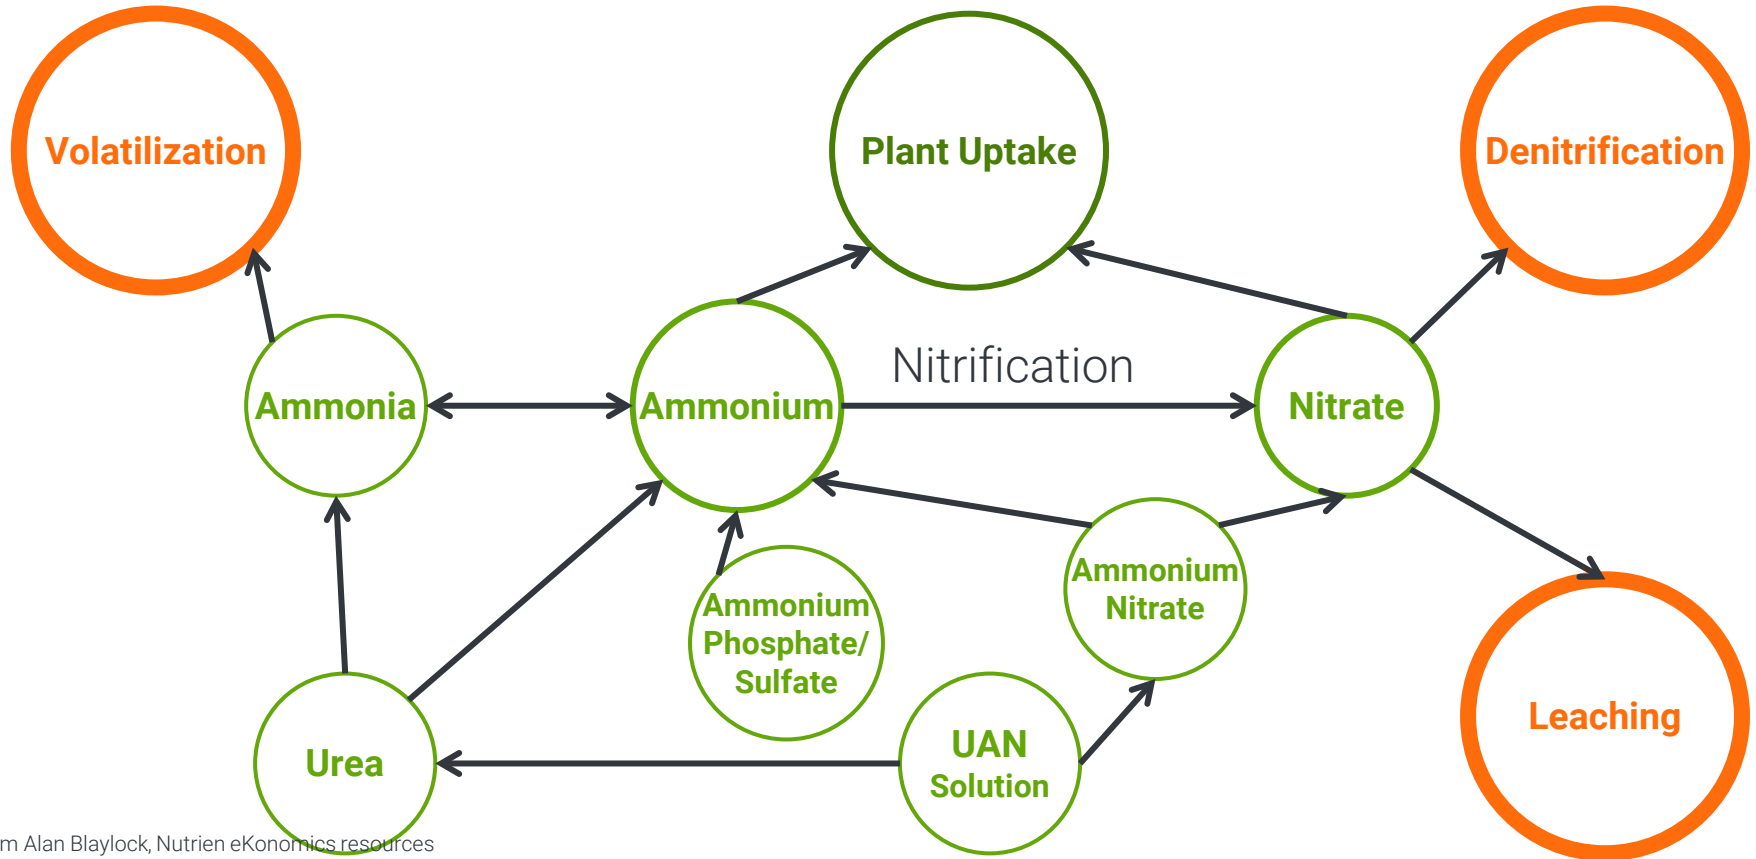 Volatilization
Plant Uptake
Denitrification
Nitrification
Ammonia
Ammonium
Nitrate
Ammonium
Phosphate/
Sulfate
Ammonium
Nitrate
Urea
UAN
Solution
Leaching
m Alan Blaylock, Nutrien eKonomics resources